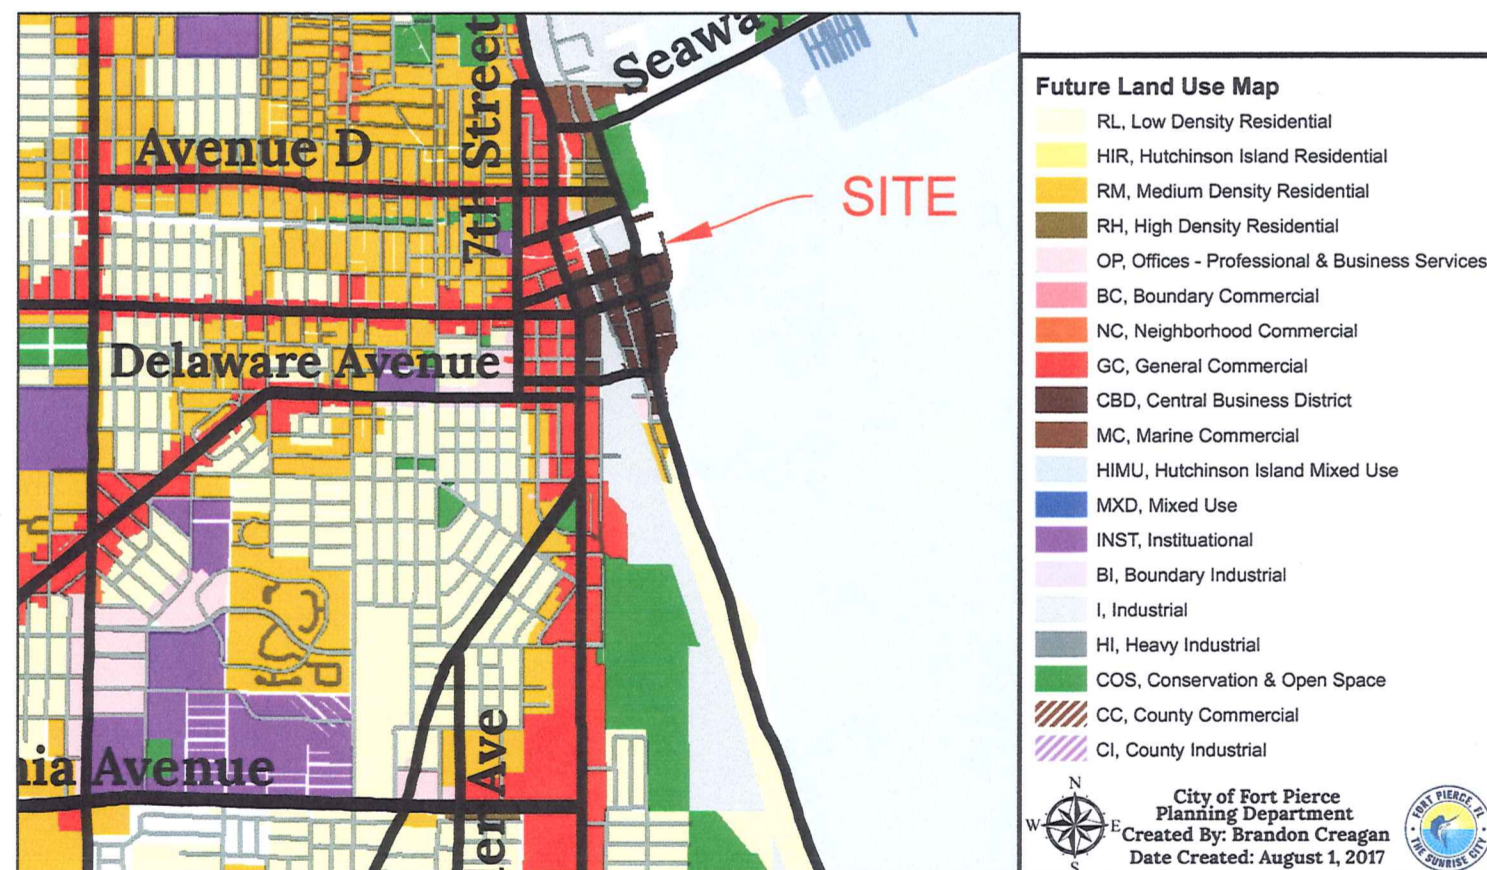 Seaway
7th Street
Avenue D
SITE
Delaware Avenue
nia Avenue
en Ave
Future Land Use Map
RL, Low Density Residential
HIR, Hutchinson Island Residential
RM, Medium Density Residential
RH, High Density Residential
OP, Offices - Professional & Business Services
BC, Boundary Commercial
NC, Neighborhood Commercial
GC, General Commercial
CBD, Central Business District
MC, Marine Commercial
HIMU, Hutchinson Island Mixed Use
MXD, Mixed Use
INST, Instituational
BI, Boundary Industrial
I, Industrial
HI, Heavy Industrial
COS, Conservation & Open Space
CC, County Commercial
CI, County Industrial
N
W E
S
City of Fort Pierce
Planning Department
Created By: Brandon Creagan
Date Created: August 1, 2017
FORT PIERCE, FL
THE SUNRISE CITY